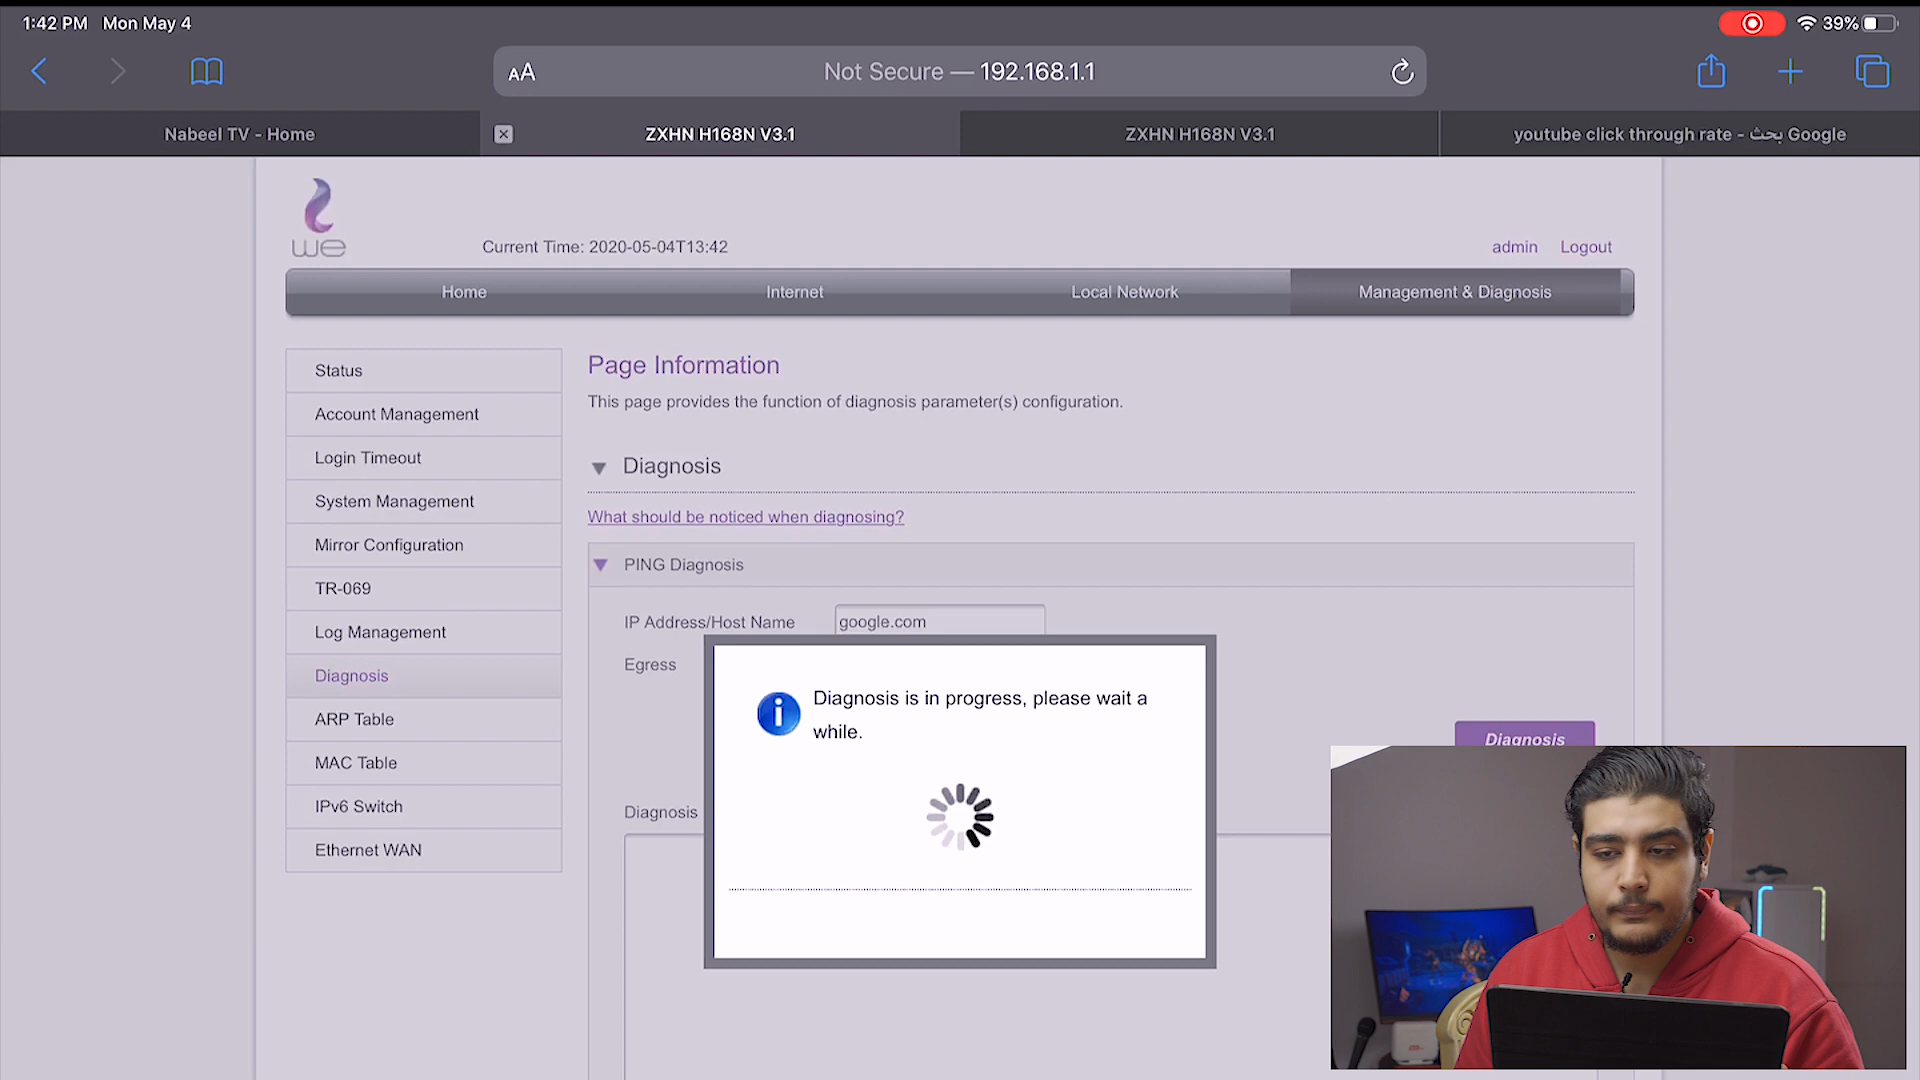 1:42 PM Mon May 4
39%
AA
Not Secure — 192.168.1.1
Nabeel TV - Home
ZXHN H168N V3.1
ZXHN H168N V3.1
youtube click through rate - بحث Google
we
Current Time: 2020-05-04T13:42
admin Logout
Home
Internet
Local Network
Management & Diagnosis
Status
Account Management
Login Timeout
System Management
Mirror Configuration
TR-069
Log Management
Diagnosis
ARP Table
MAC Table
IPv6 Switch
Ethernet WAN
Page Information
This page provides the function of diagnosis parameter(s) configuration.
Diagnosis
What should be noticed when diagnosing?
PING Diagnosis
IP Address/Host Name google.com
Egress
Diagnosis is in progress, please wait a
while.
Diagnosis
Diagnosis